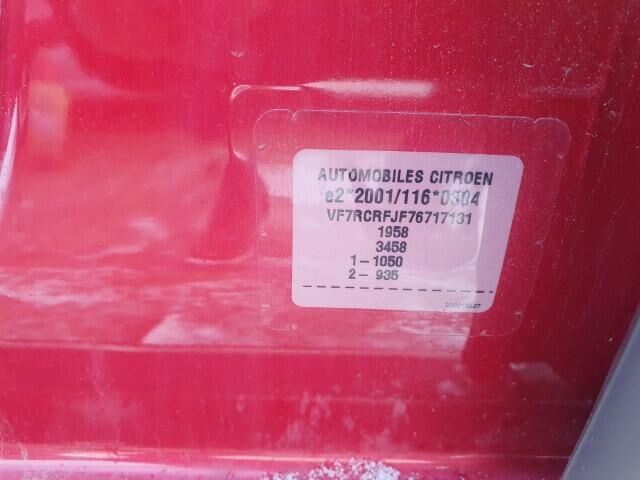 AUTOMOBILES CITROEN
e2*2001/116*0304
VF7RCRFJF76717131
1958
3458
1-1050
2- 935